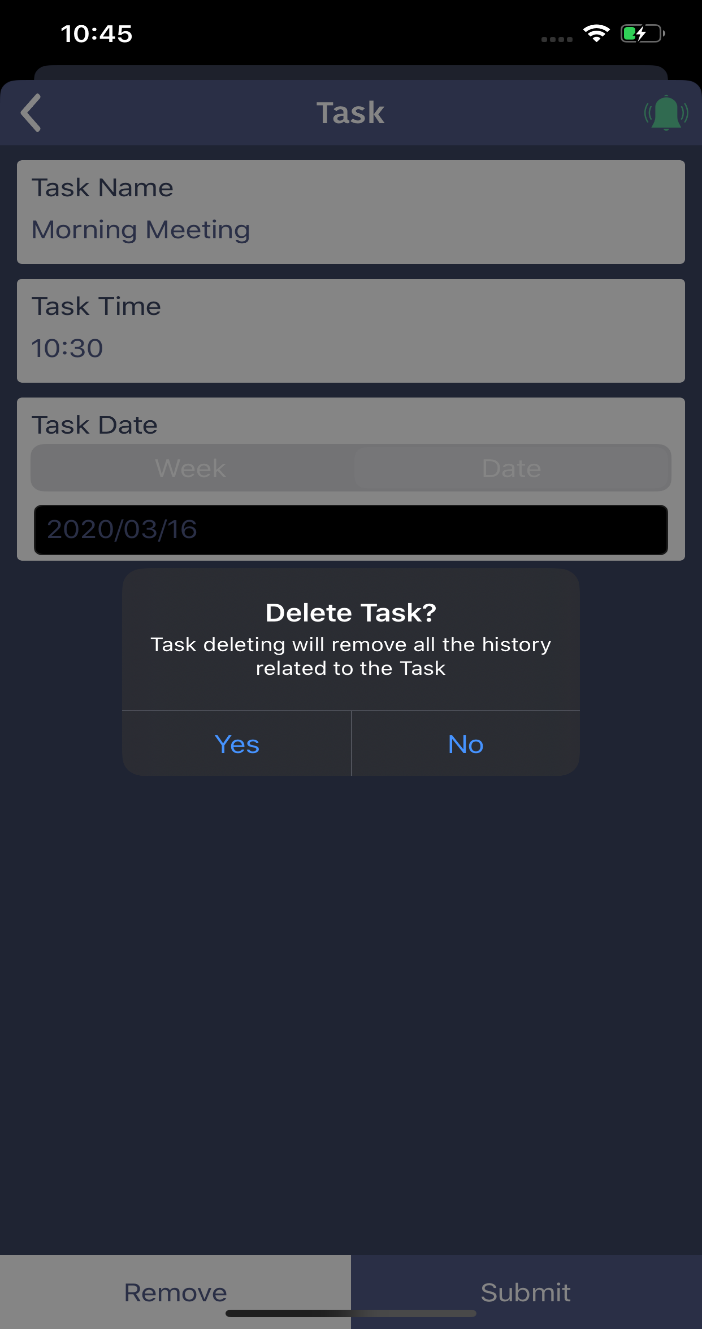 10:45
Task
Task Name
Morning Meeting
Task Time
10:30
Task Date
Week
Date
2020/03/16
Delete Task?
Task deleting will remove all the history
related to the Task
Yes
No
Remove
Submit